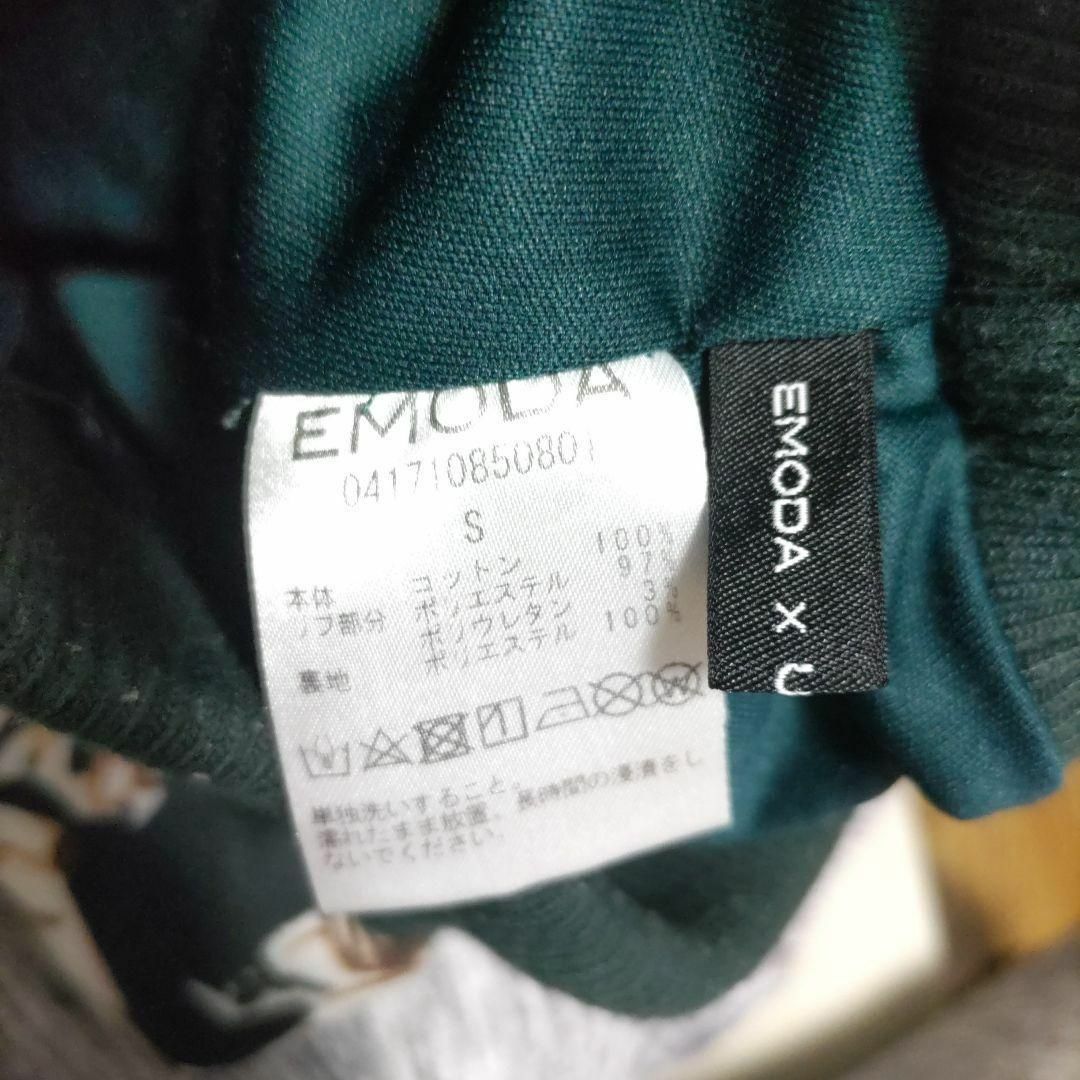 EMODA
041710850801
S
本体 コットン 100%
リブ部分 ポリエステル 97%
ポリウレタン 3%
裏地 ポリエステル 100%
単独洗いすること。
濡れたまま放置、長時間の浸漬をし
ないでください。
EMODA x U